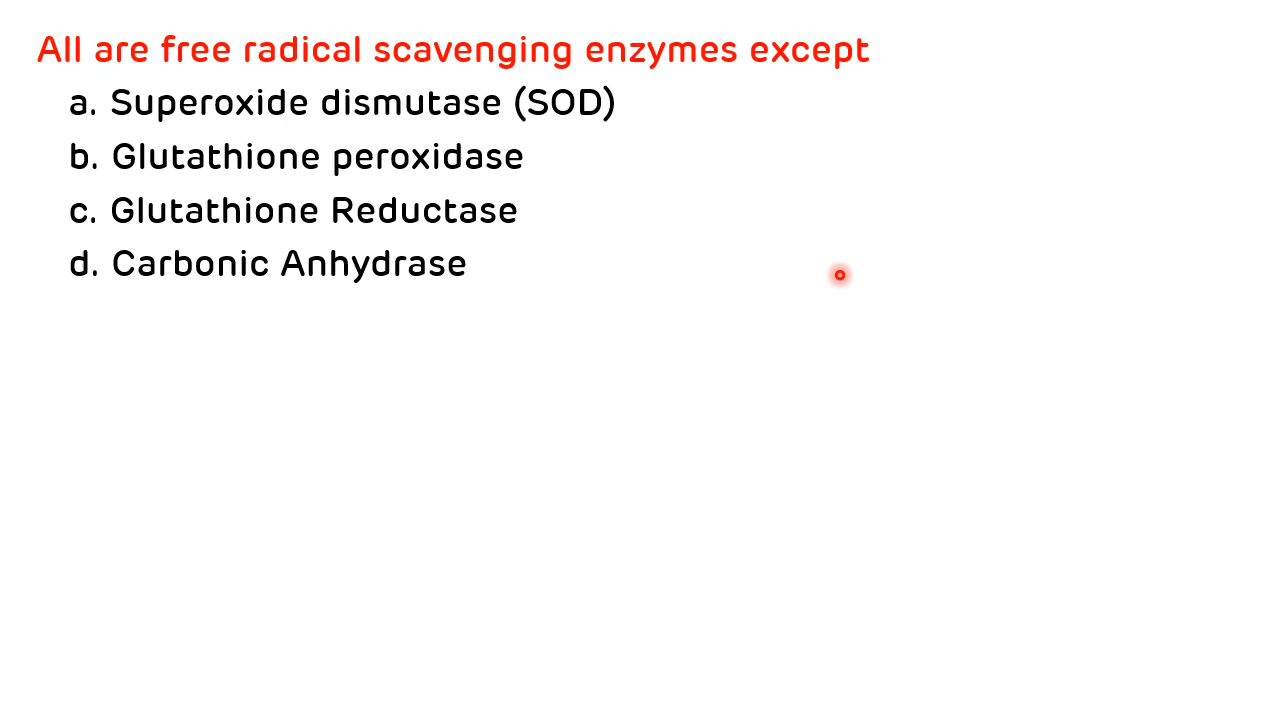 All are free radical scavenging enzymes except
a. Superoxide dismutase (SOD)
b. Glutathione peroxidase
c. Glutathione Reductase
d. Carbonic Anhydrase